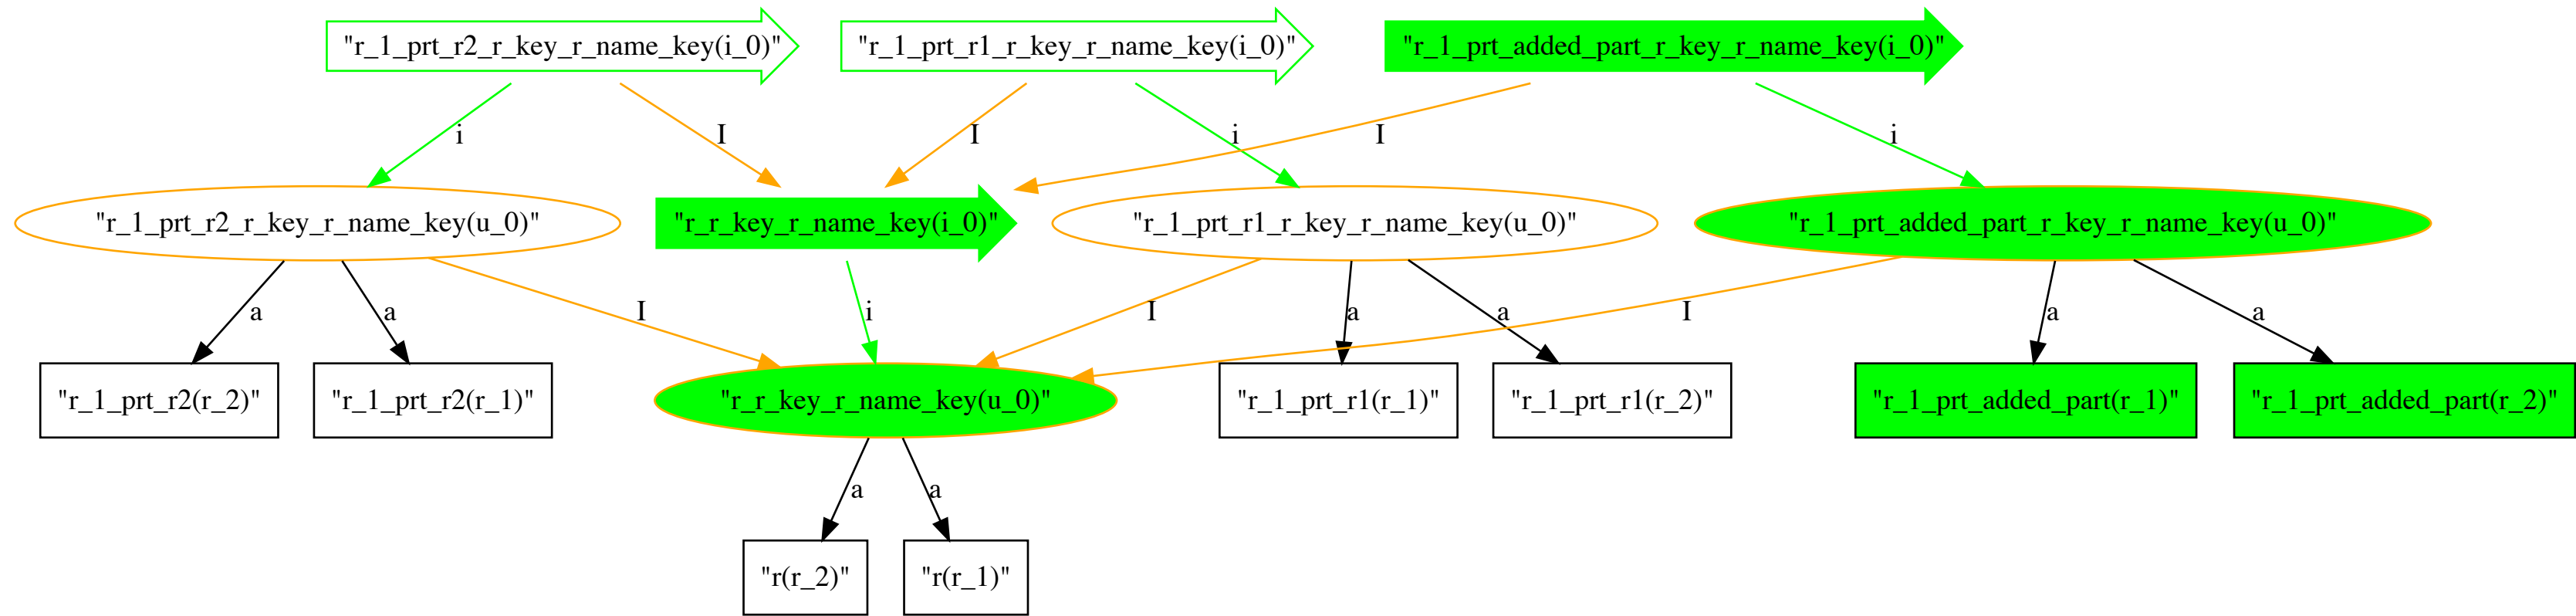 "r_1_prt_r2_r_key_r_name_key(i_0)"
"r_1_prt_r1_r_key_r_name_key(i_0)"
"r_1_prt_added_part_r_key_r_name_key(i_0)"
i
I
I
i
I
i
"r_1_prt_r2_r_key_r_name_key(u_0)"
"r_r_key_r_name_key(i_0)"
"r_1_prt_r1_r_key_r_name_key(u_0)"
"r_1_prt_added_part_r_key_r_name_key(u_0)"
a
a
I
i
I
a
a
I
a
a
"r_1_prt_r2(r_2)"
"r_1_prt_r2(r_1)"
"r_r_key_r_name_key(u_0)"
"r_1_prt_r1(r_1)"
"r_1_prt_r1(r_2)"
"r_1_prt_added_part(r_1)"
"r_1_prt_added_part(r_2)"
a
a
"r(r_2)"
"r(r_1)"